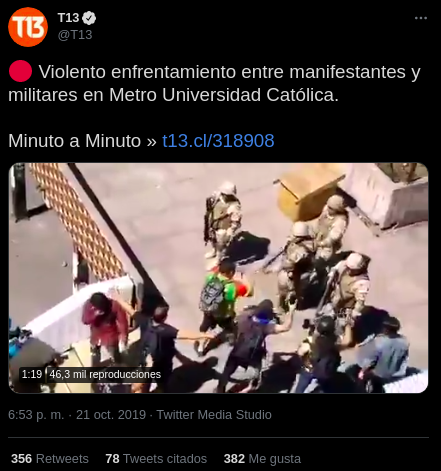 T13
T13
@T13
Violento enfrentamiento entre manifestantes y
militares en Metro Universidad Católica.
Minuto a Minuto » t13.cl/318908
1:19 46,3 mil reproducciones
6:53 p. m. · 21 oct. 2019 · Twitter Media Studio
356 Retweets 78 Tweets citados 382 Me gusta